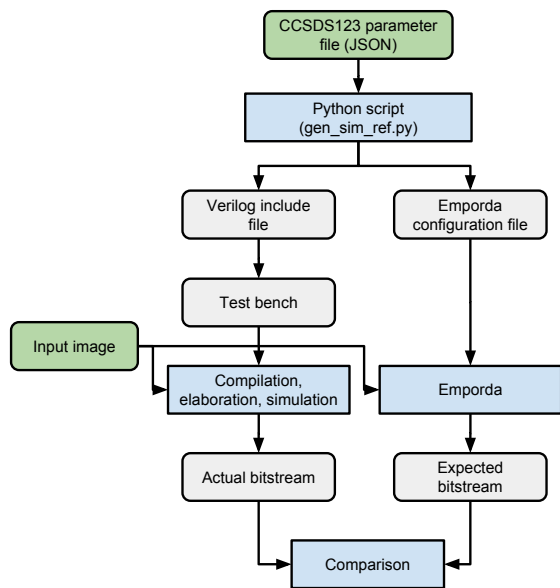 CCSDS123 parameter
file (JSON)
Python script
(gen_sim_ref.py)
Verilog include
file
Emporda
configuration file
Test bench
Input image
Compilation,
elaboration, simulation
Emporda
Actual bitstream
Expected
bitstream
Comparison